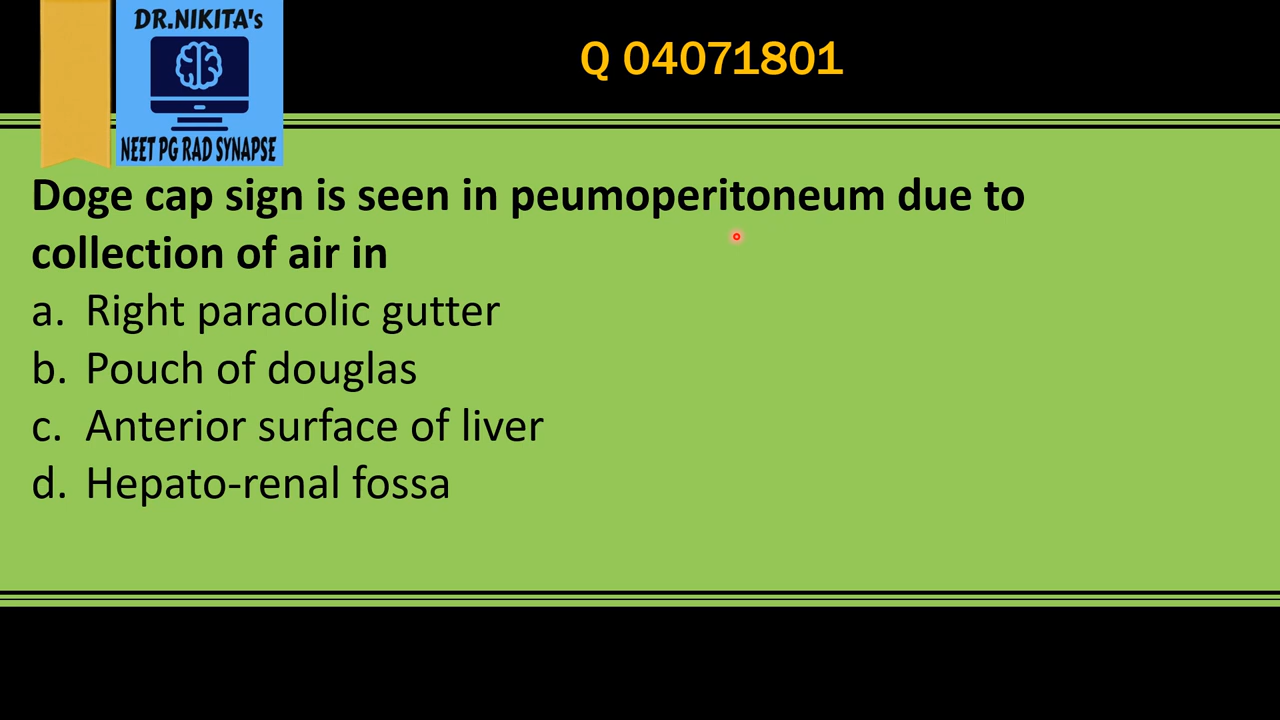 DR.NIKITA's
NEET PG RAD SYNAPSE
Q 04071801
Doge cap sign is seen in peumoperitoneum due to
collection of air in
a. Right paracolic gutter
b. Pouch of douglas
c. Anterior surface of liver
d. Hepato-renal fossa